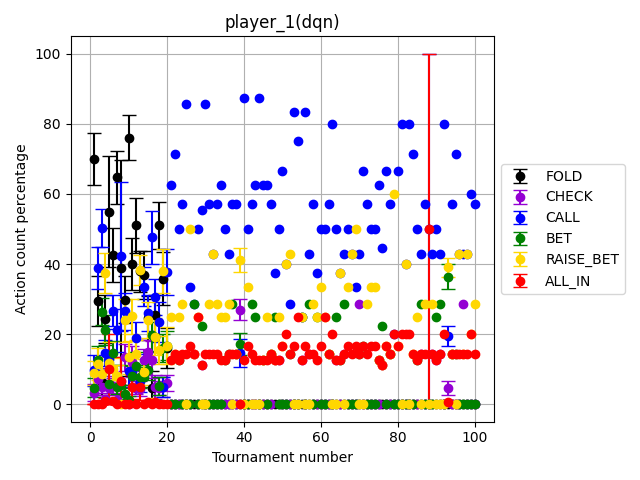 player_1(dqn)
Action count percentage
100
80
60
40
20
0
0 20 40 60 80 100
Tournament number
FOLD
CHECK
CALL
BET
RAISE_BET
ALL_IN